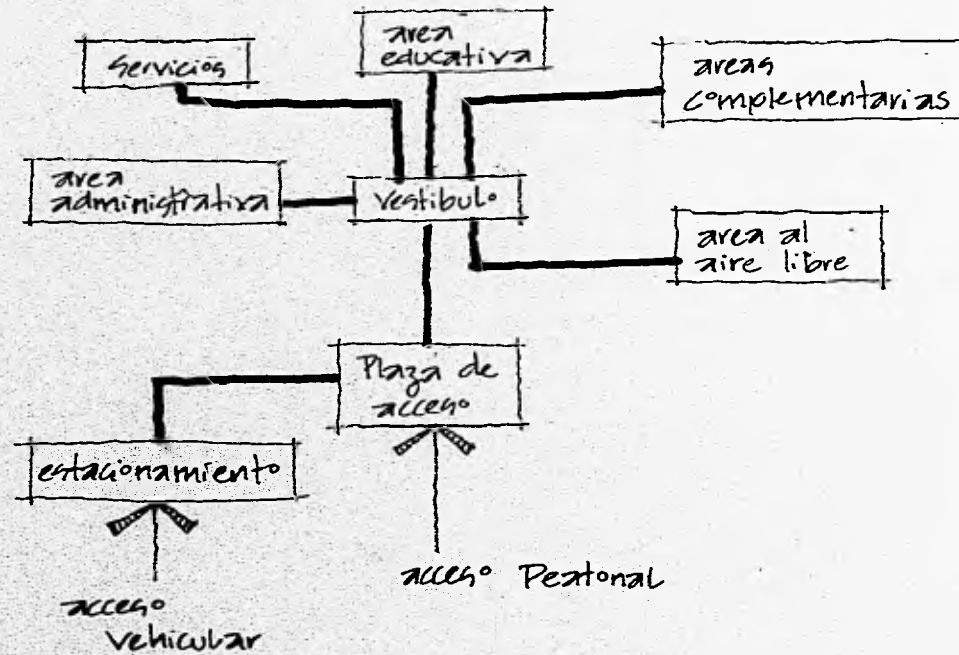 servicios
area
educativa
areas
complementarias
area
administrativa
vestibulo
area al
aire libre
Plaza de
acceso
estacionamiento
acceso Peatonal
acceso
vehicular